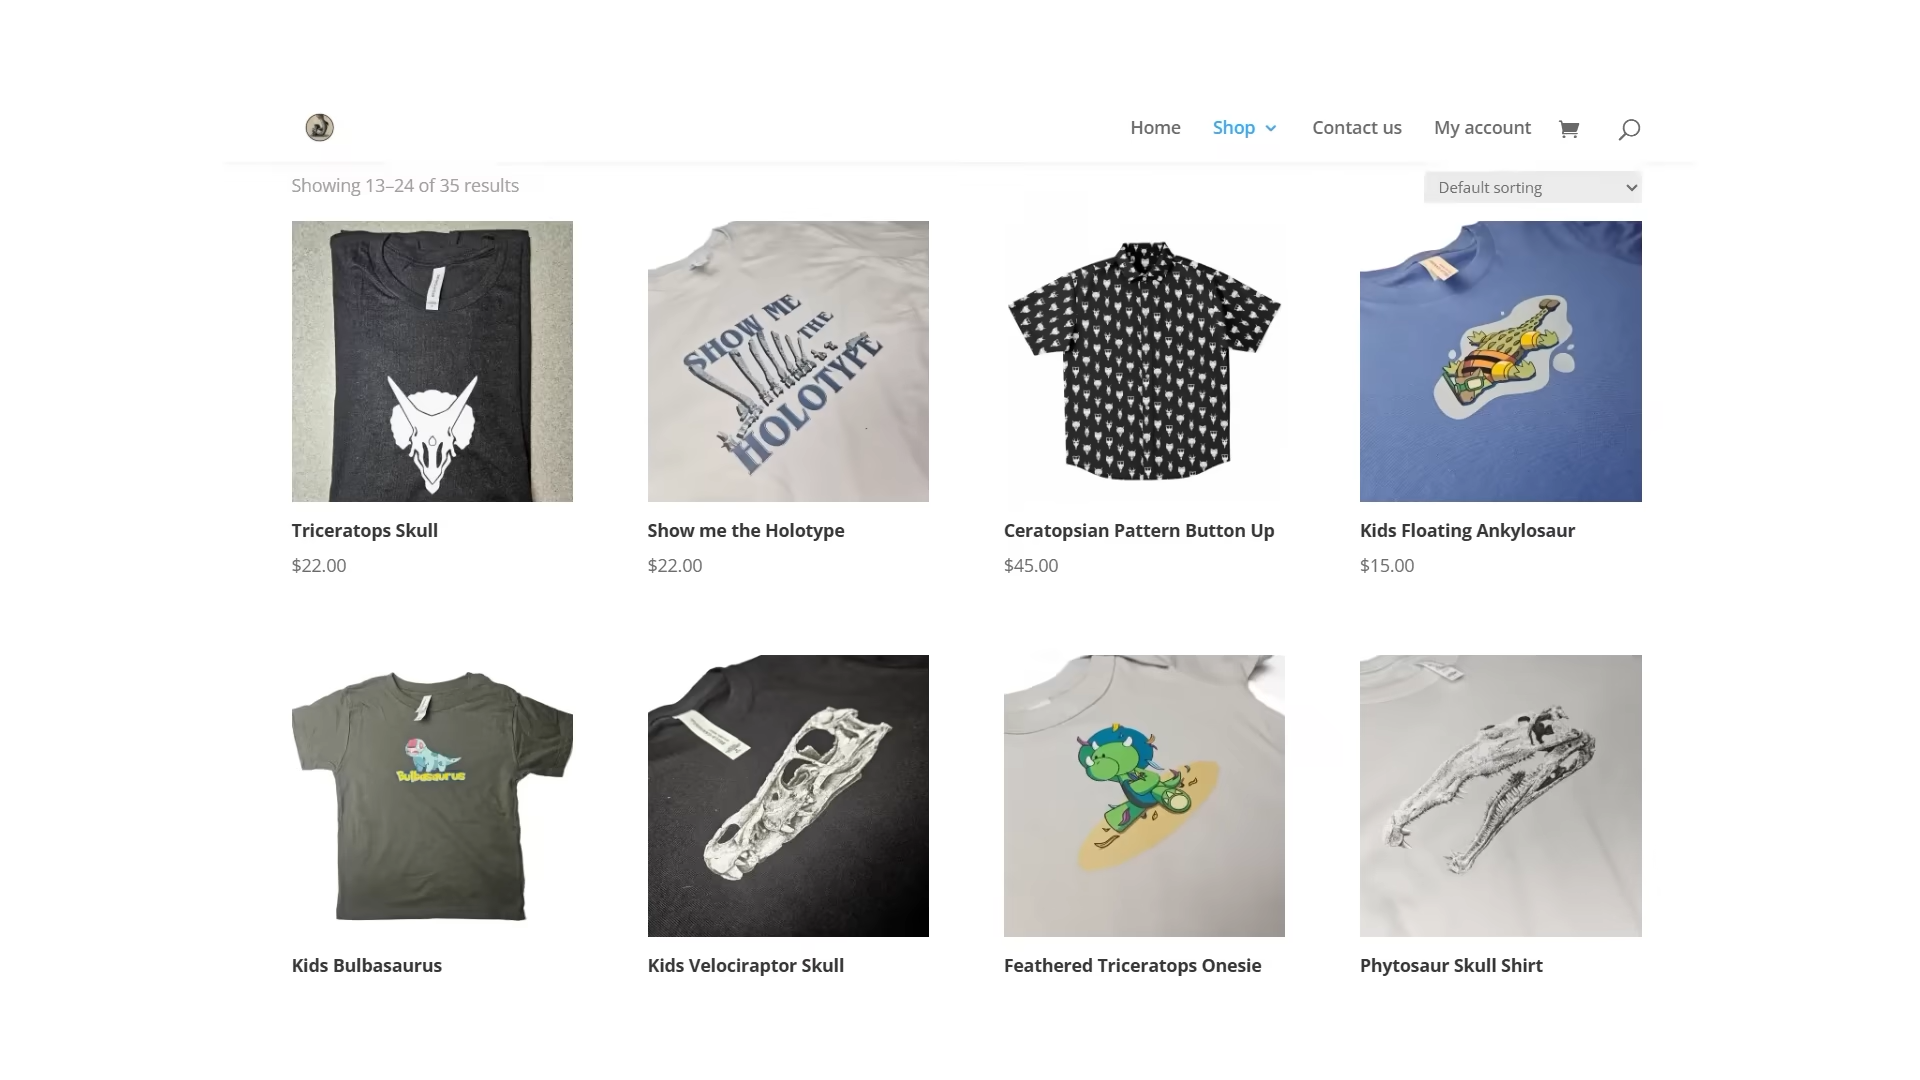 Home
Shop
Contact us
My account
Showing 13–24 of 35 results
Default sorting
SHOW ME
THE
HOLOTYPE
Triceratops Skull
Show me the Holotype
Ceratopsian Pattern Button Up
Kids Floating Ankylosaur
$22.00
$22.00
$45.00
$15.00
Bulbasaurus
Kids Bulbasaurus
Kids Velociraptor Skull
Feathered Triceratops Onesie
Phytosaur Skull Shirt